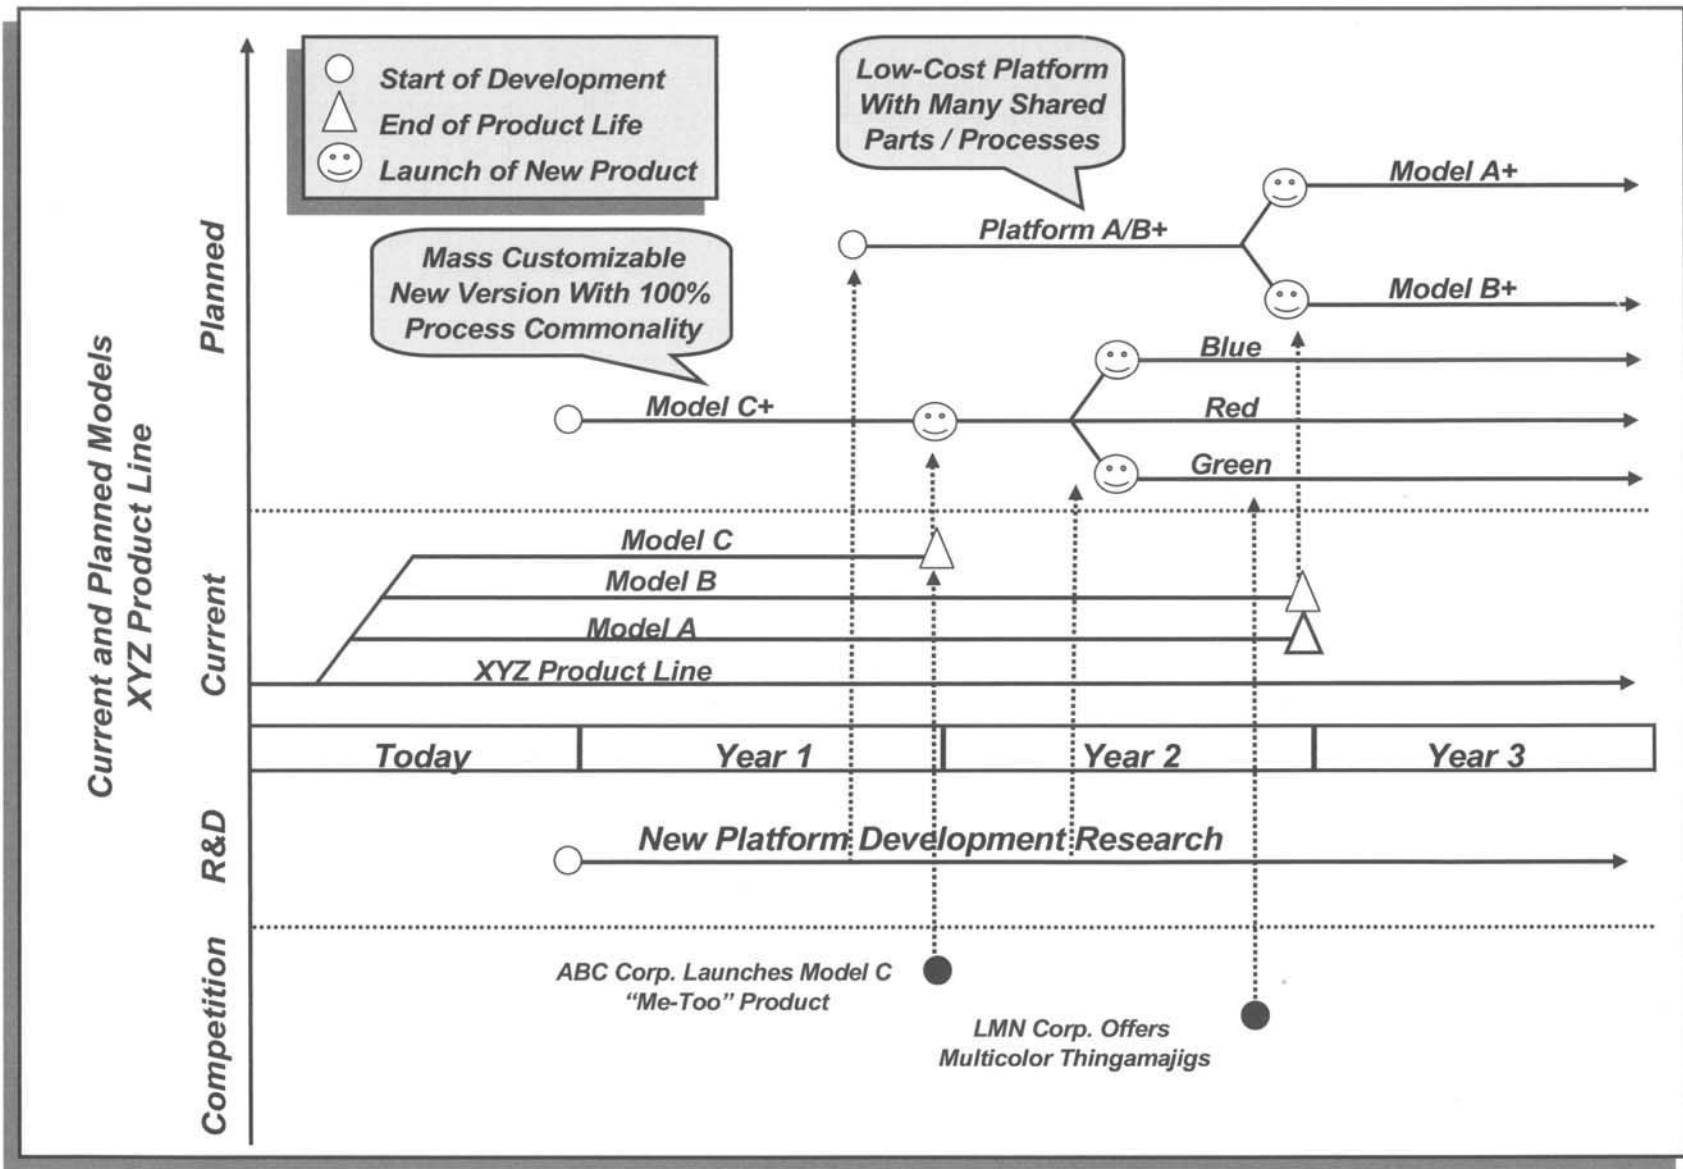 Start of Development
End of Product Life
Launch of New Product
Low-Cost Platform
With Many Shared
Parts / Processes
Mass Customizable
New Version With 100%
Process Commonality
Current and Planned Models
XYZ Product Line
Planned
Model A+
Platform A/B+
Model B+
Blue
Model C+
Red
Green
Current
Model C
Model B
Model A
XYZ Product Line
Today
Year 1
Year 2
Year 3
R&D
New Platform Development Research
Competition
ABC Corp. Launches Model C
“Me-Too” Product
LMN Corp. Offers
Multicolor Thingamajigs